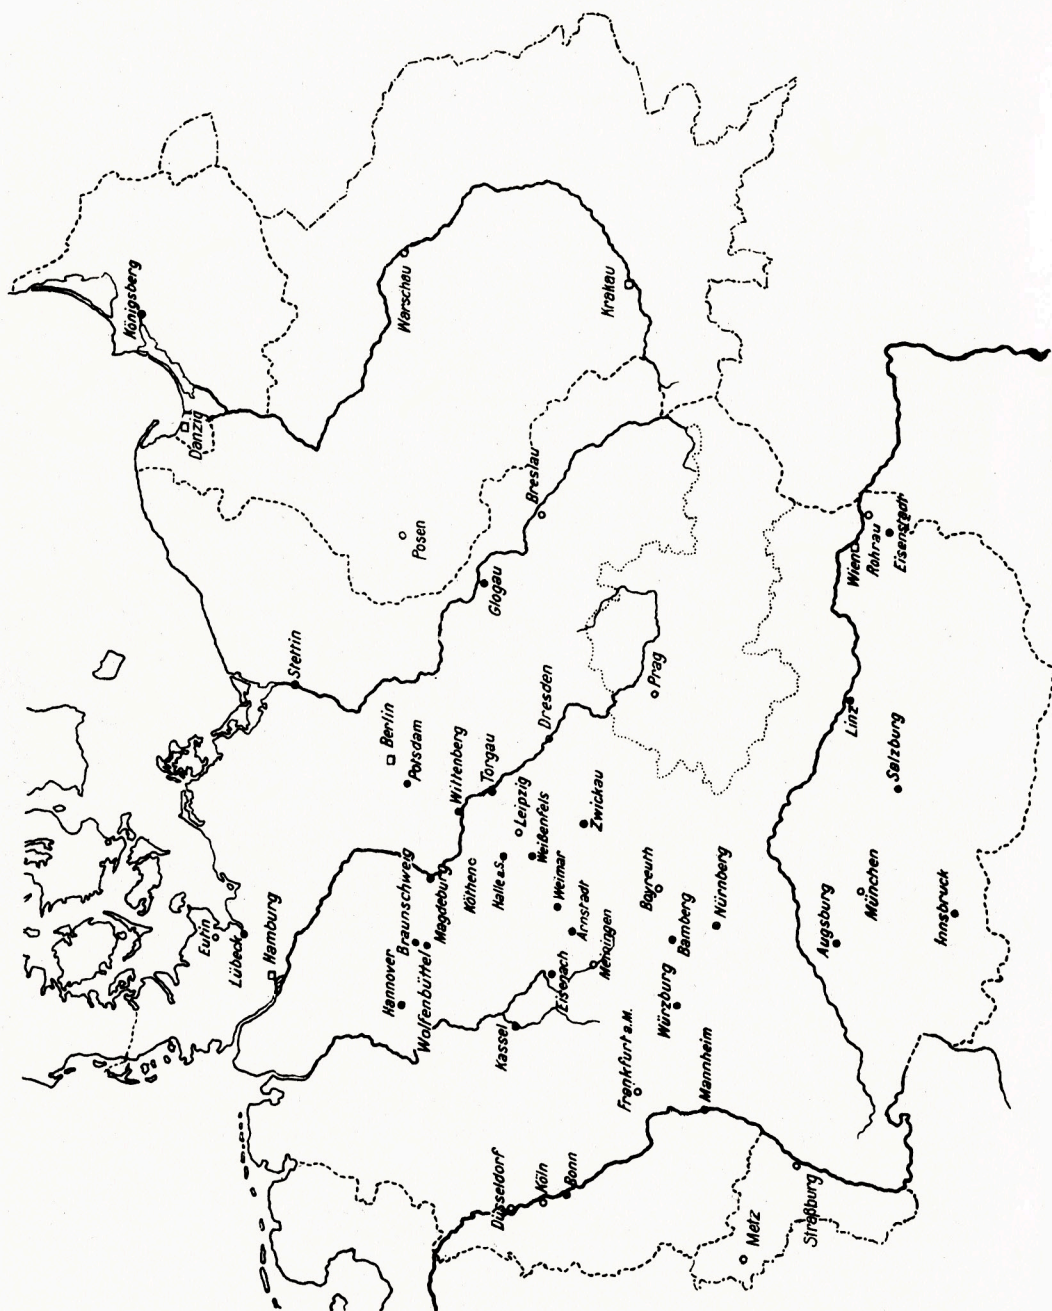 Königsberg
Danzig
Stettin
Eutin
Lübeck
Hamburg
Warschau
Posen
Berlin
Potsdam
Hannover
Braunschweig
Wolfenbüttel
Magdeburg
Wittenberg
Torgau
Glogau
Breslau
Krakau
Köthen
Halle a.S.
Leipzig
Weißenfels
Dresden
Kassel
Eisenach
Weimar
Arnstadt
Zwickau
Meiningen
Düsseldorf
Köln
Bonn
Frankfurt a.M.
Würzburg
Bamberg
Bayreuth
Nürnberg
Prag
Mannheim
Metz
Straßburg
Augsburg
München
Innsbruck
Salzburg
Linz
Wien
Rohrau
Eisenstadt